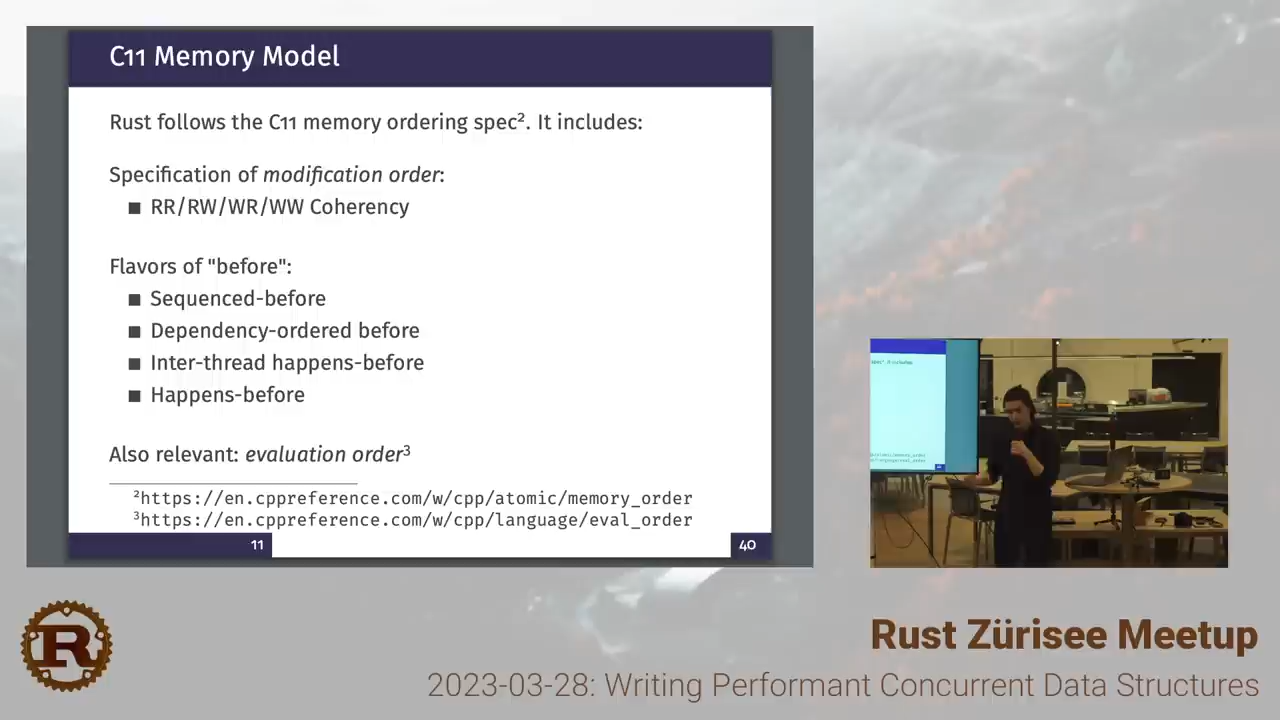 C11 Memory Model
Rust follows the C11 memory ordering spec². It includes:
Specification of modification order:
■ RR/RW/WR/WW Coherency
Flavors of "before":
■ Sequenced-before
■ Dependency-ordered before
■ Inter-thread happens-before
■ Happens-before
Also relevant: evaluation order³
²https://en.cppreference.com/w/cpp/atomic/memory_order
³https://en.cppreference.com/w/cpp/language/eval_order
11
40
R
Rust Zürisee Meetup
2023-03-28: Writing Performant Concurrent Data Structures